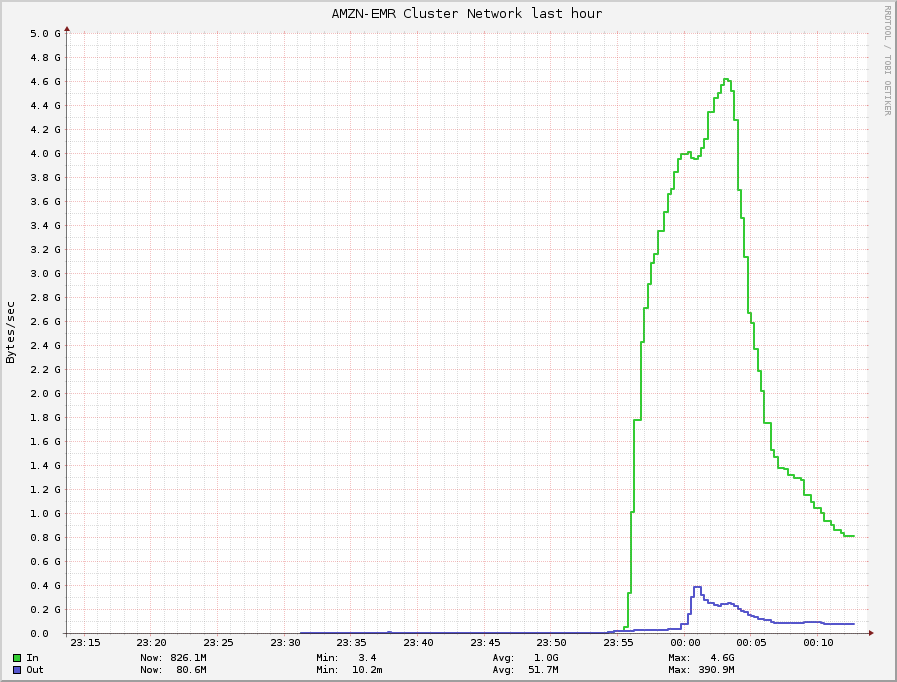 AMZN-EMR Cluster Network last hour
RRDTOOL / TOBI OETIKER
Bytes/sec
5.0 G
4.8 G
4.6 G
4.4 G
4.2 G
4.0 G
3.8 G
3.6 G
3.4 G
3.2 G
3.0 G
2.8 G
2.6 G
2.4 G
2.2 G
2.0 G
1.8 G
1.6 G
1.4 G
1.2 G
1.0 G
0.8 G
0.6 G
0.4 G
0.2 G
0.0
23:15 23:20 23:25 23:30 23:35 23:40 23:45 23:50 23:55 00:00 00:05 00:10
In Now: 826.1M Min: 3.4 Avg: 1.0G Max: 4.6G
Out Now: 80.6M Min: 10.2m Avg: 51.7M Max: 390.9M